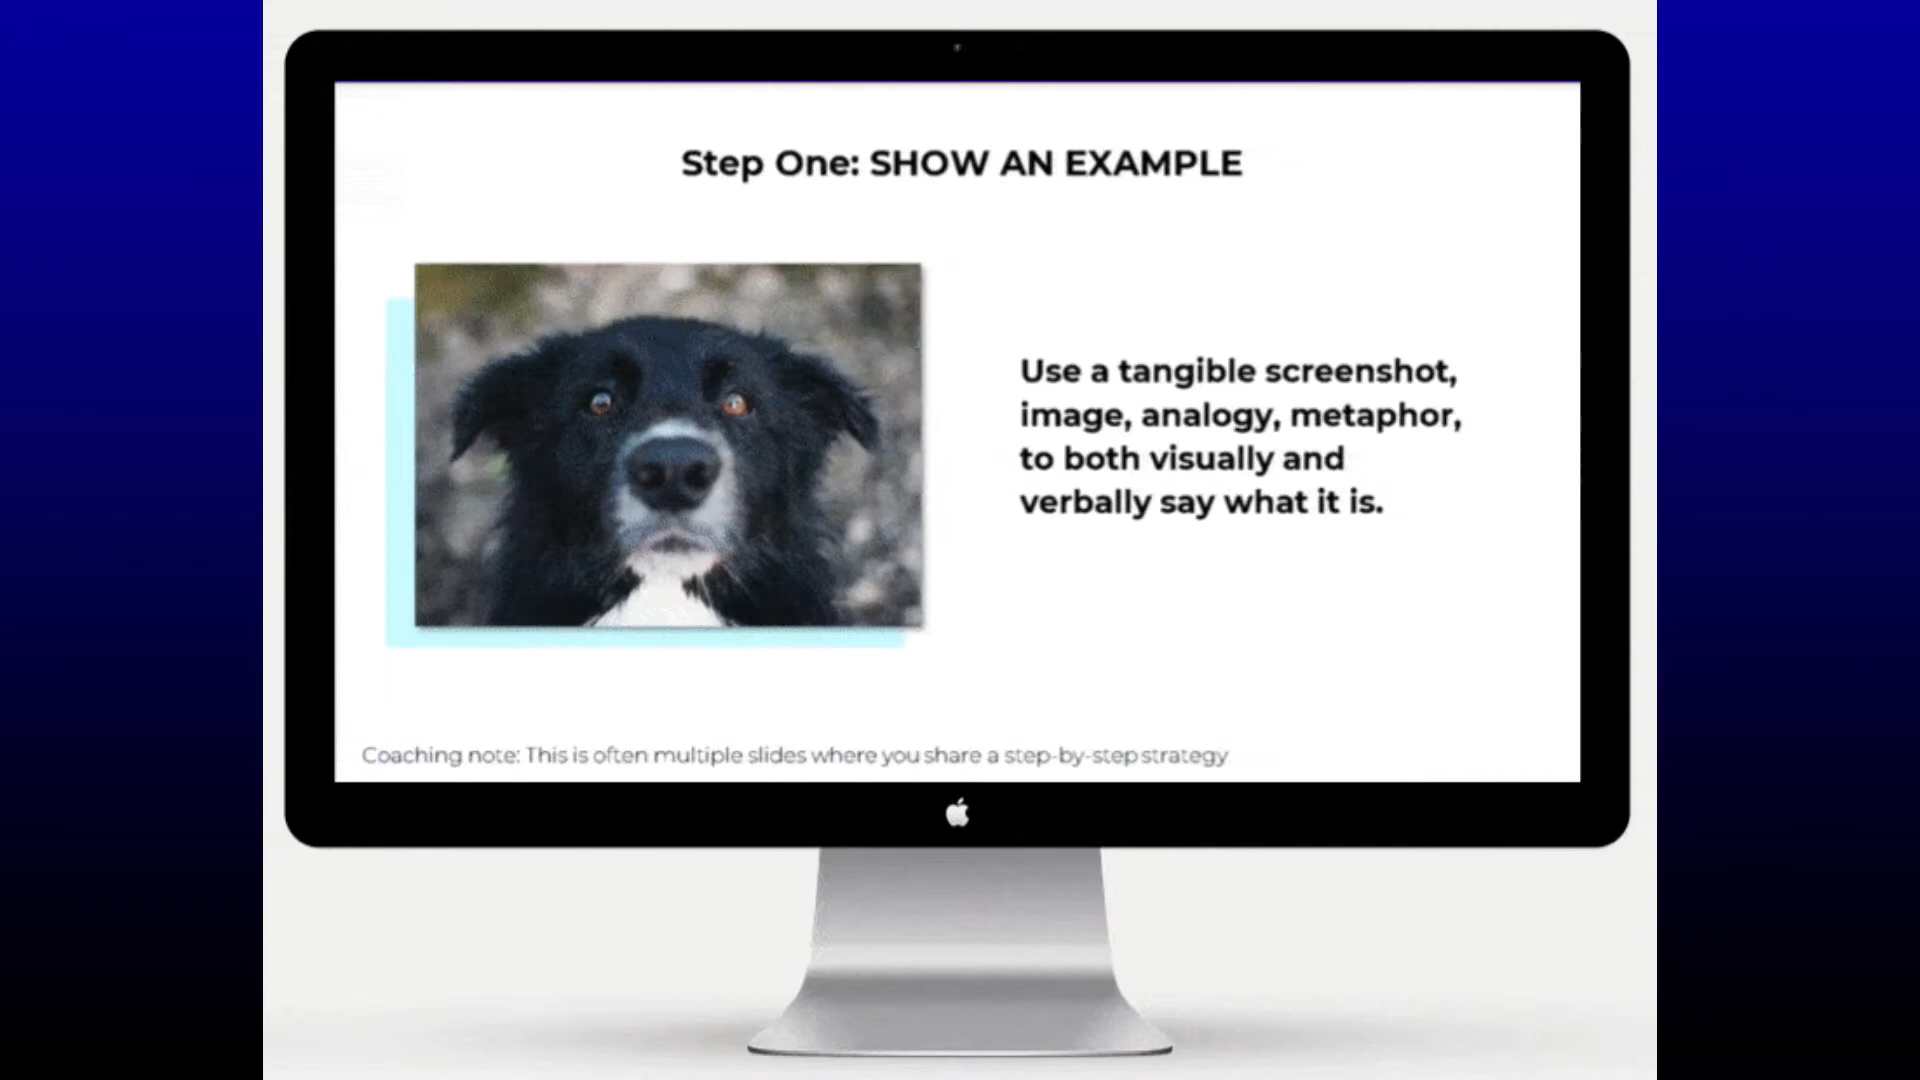 Step One: SHOW AN EXAMPLE
Use a tangible screenshot,
image, analogy, metaphor,
to both visually and
verbally say what it is.
Coaching note: This is often multiple slides where you share a step-by-step strategy